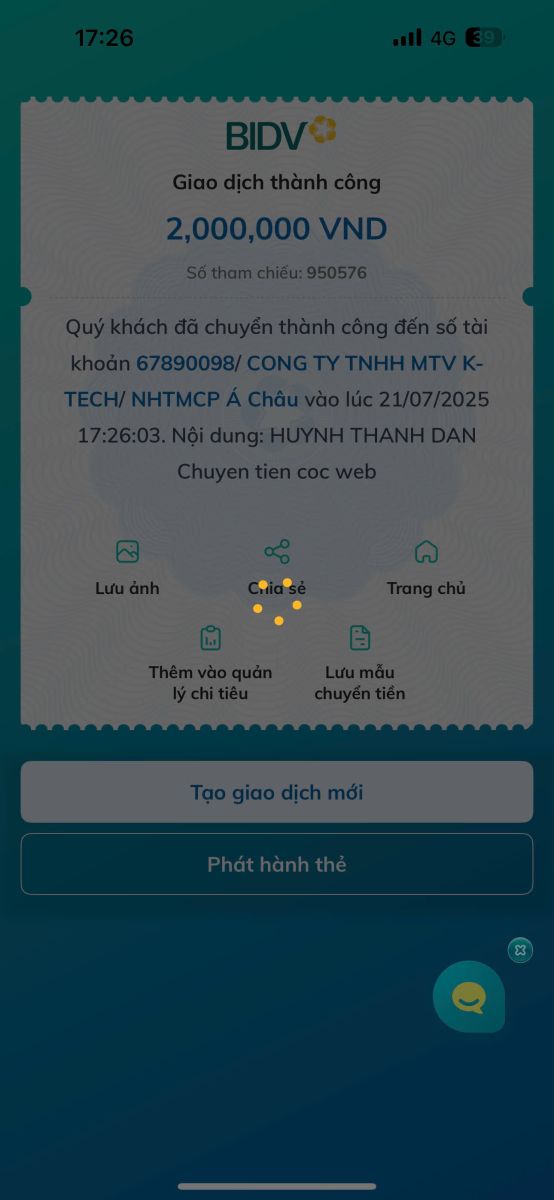 17:26
4G
39
BIDV
Giao dịch thành công
2,000,000 VND
Số tham chiếu: 950576
Quý khách đã chuyển thành công đến số tài
khoản 67890098/ CONG TY TNHH MTV K-
TECH/ NHTMCP Á Châu vào lúc 21/07/2025
17:26:03. Nội dung: HUYNH THANH DAN
Chuyen tien coc web
Lưu ảnh
Chia sẻ
Trang chủ
Thêm vào quản
lý chi tiêu
Lưu mẫu
chuyển tiền
Tạo giao dịch mới
Phát hành thẻ